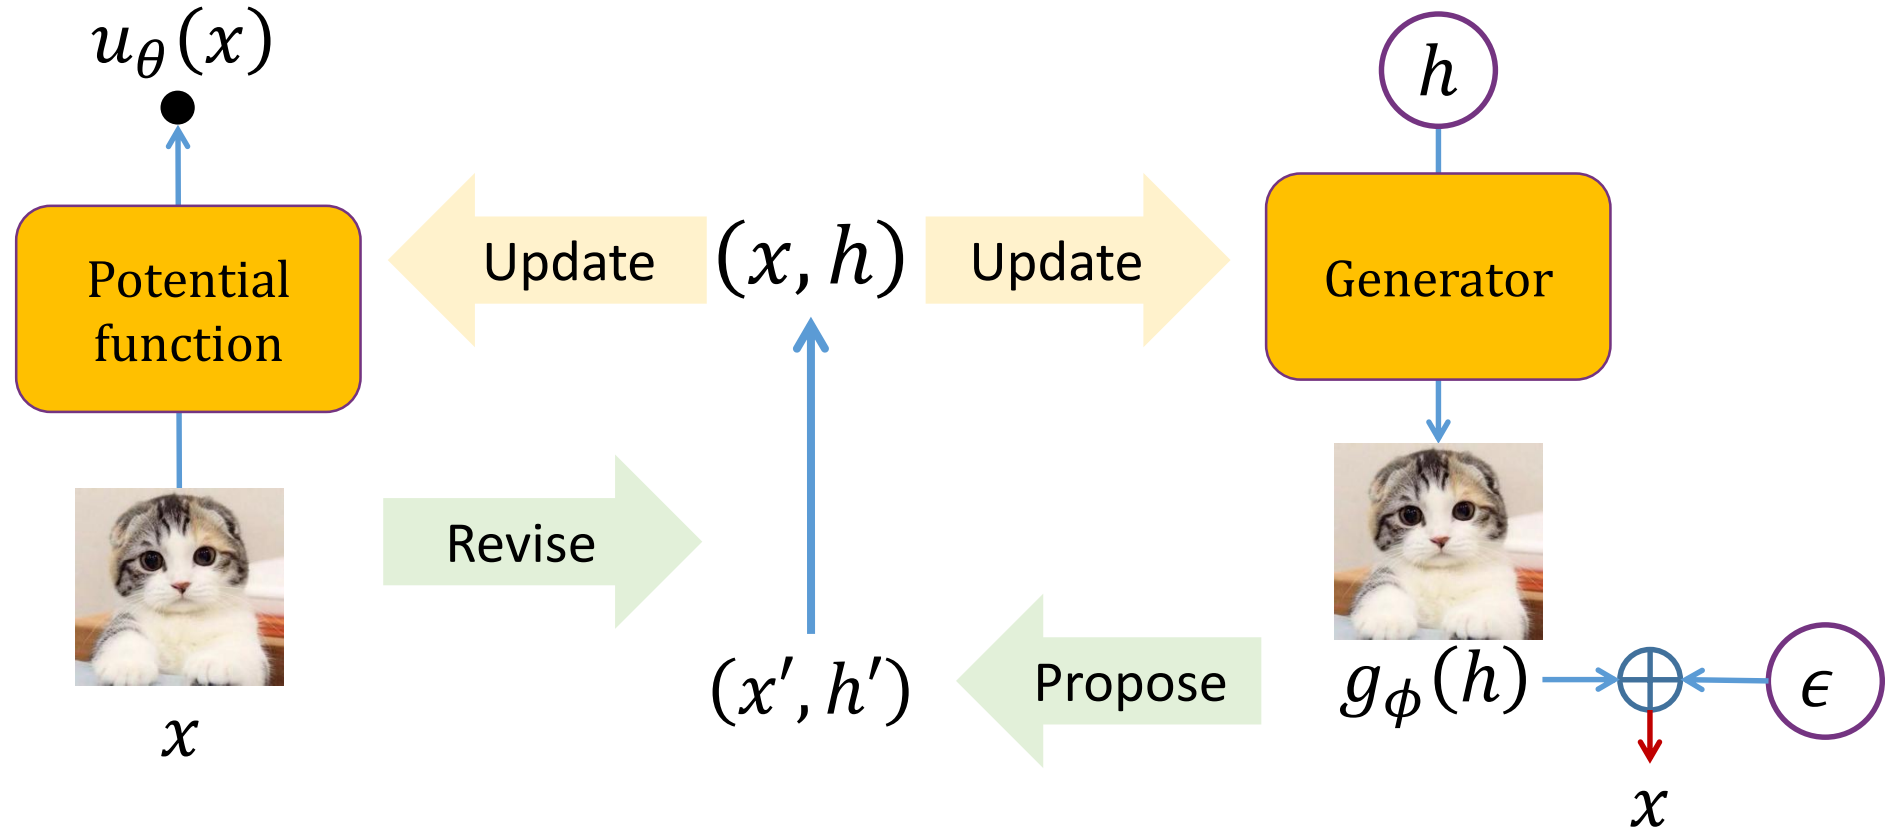 u_θ(x)
h
Potential
function
Update
(x, h)
Update
Generator
Revise
Propose
(x′, h′)
g_ϕ(h)
ϵ
x
x